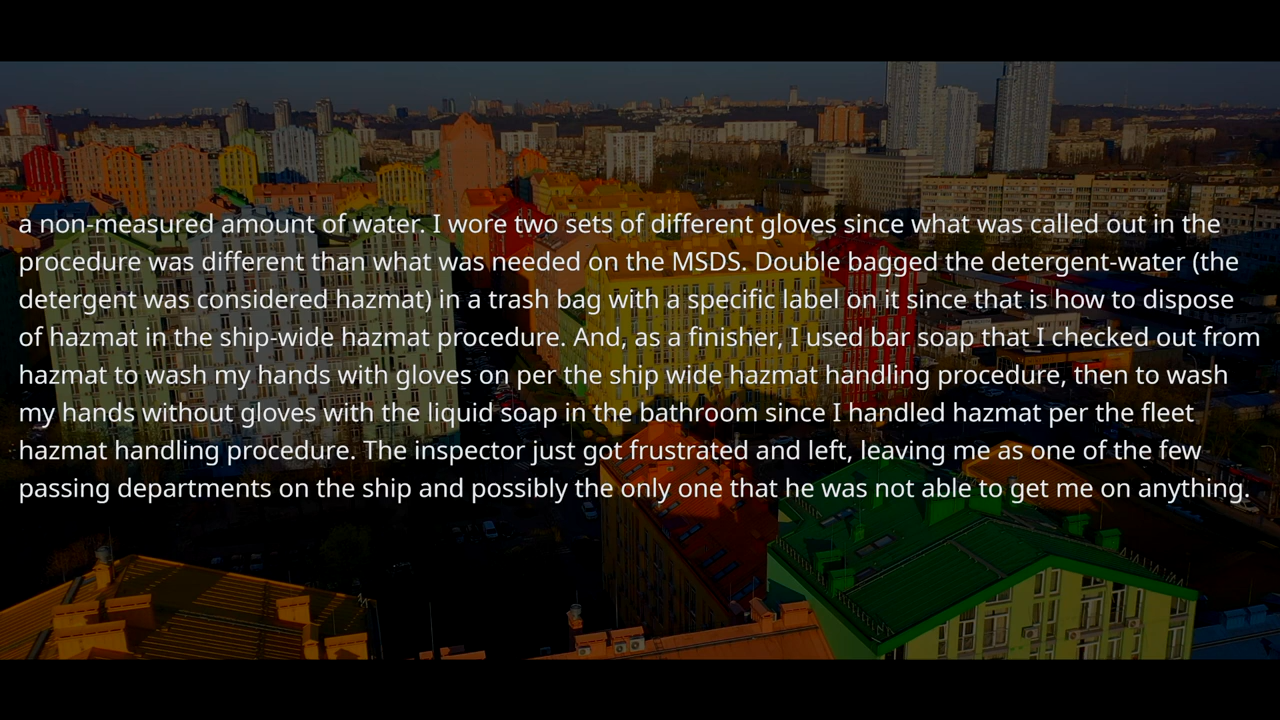 a non-measured amount of water. I wore two sets of different gloves since what was called out in the
procedure was different than what was needed on the MSDS. Double bagged the detergent-water (the
detergent was considered hazmat) in a trash bag with a specific label on it since that is how to dispose
of hazmat in the ship-wide hazmat procedure. And, as a finisher, I used bar soap that I checked out from
hazmat to wash my hands with gloves on per the ship wide hazmat handling procedure, then to wash
my hands without gloves with the liquid soap in the bathroom since I handled hazmat per the fleet
hazmat handling procedure. The inspector just got frustrated and left, leaving me as one of the few
passing departments on the ship and possibly the only one that he was not able to get me on anything.